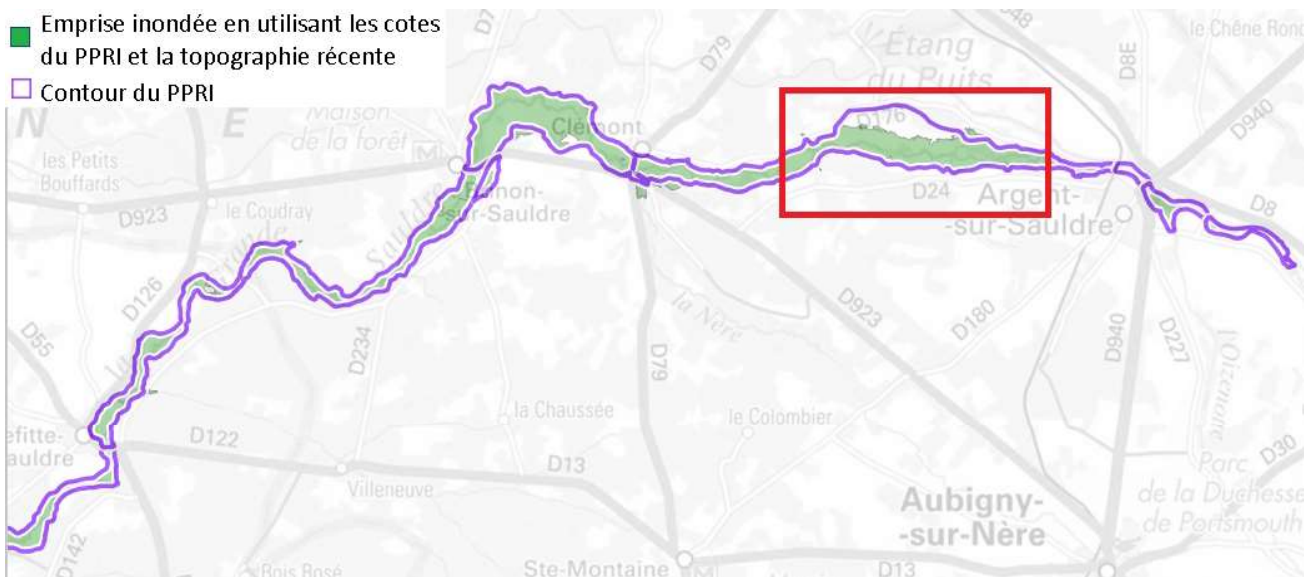 Emprise inondée en utilisant les cotes
du PPRI et la topographie récente
Contour du PPRI
N
E
Maison
de la forêt
les Petits
Bouffards
D923
le Coudray
D126
D55
D234
D122
D13
Villeneuve
D142
Bois Rosé
la Chaussée
Ste-Montaine
Clémont
-sur-Sauldre
Sauldre
D79
D79
la Nère
le Colombier
D923
D180
Étang
du Puits
D176
D24
Argent-
-sur-Sauldre
D948
D8E
le Chêne Rond
D940
D8
D940
D227
l'Oizenotte
D30
Parc
de la Duchesse
de Portsmouth
Aubigny-
-sur-Nère
D13